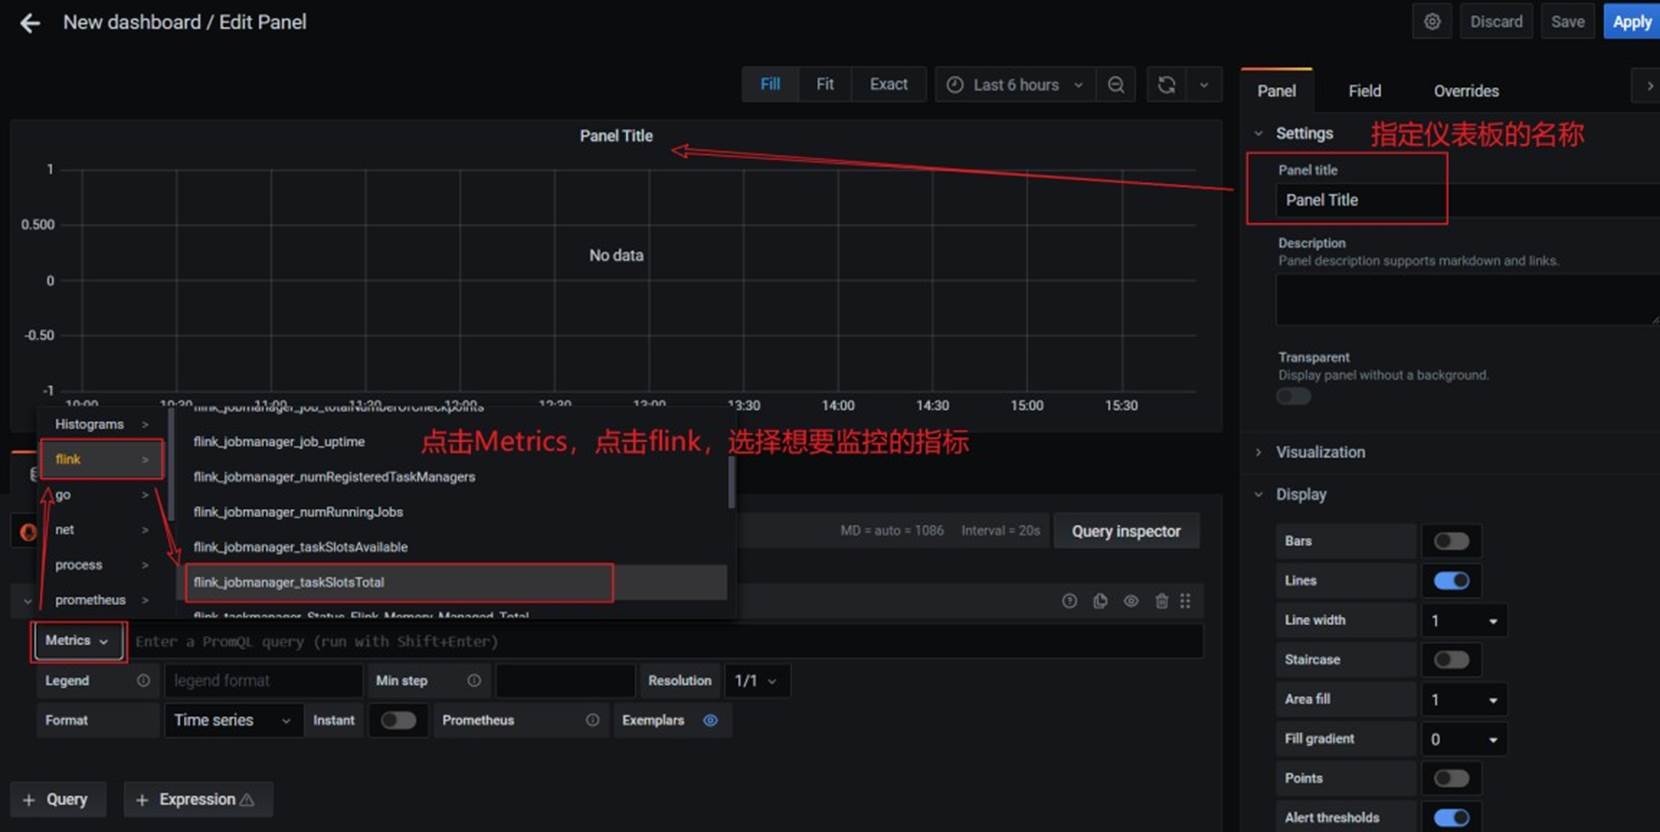 New dashboard / Edit Panel
Discard
Save
Apply
Fill
Fit
Exact
Last 6 hours
Panel
Field
Overrides
Panel Title
Settings
指定仪表板的名称
Panel title
Panel Title
Description
Panel description supports markdown and links.
Transparent
Display panel without a background.
1
0.500
0
-0.50
-1
No data
10:00
10:30
11:00
11:30
12:00
12:30
13:00
13:30
14:00
14:30
15:00
15:30
Histograms >
flink >
go >
net >
process >
prometheus >
flink_jobmanager_job_totalNumberOfCheckpoints
flink_jobmanager_job_uptime
点击Metrics，点击flink，选择想要监控的指标
flink_jobmanager_numRegisteredTaskManagers
flink_jobmanager_numRunningJobs
flink_jobmanager_taskSlotsAvailable
flink_jobmanager_taskSlotsTotal
flink_taskmanager_Status_Flink_Memory_Managed_Total
MD = auto = 1086
Interval = 20s
Query inspector
Metrics
Enter a PromQL query (run with Shift+Enter)
Legend
legend format
Min step
Resolution
1/1
Format
Time series
Instant
Prometheus
Exemplars
+ Query
+ Expression
Visualization
Display
Bars
Lines
Line width
1
Staircase
Area fill
1
Fill gradient
0
Points
Alert thresholds